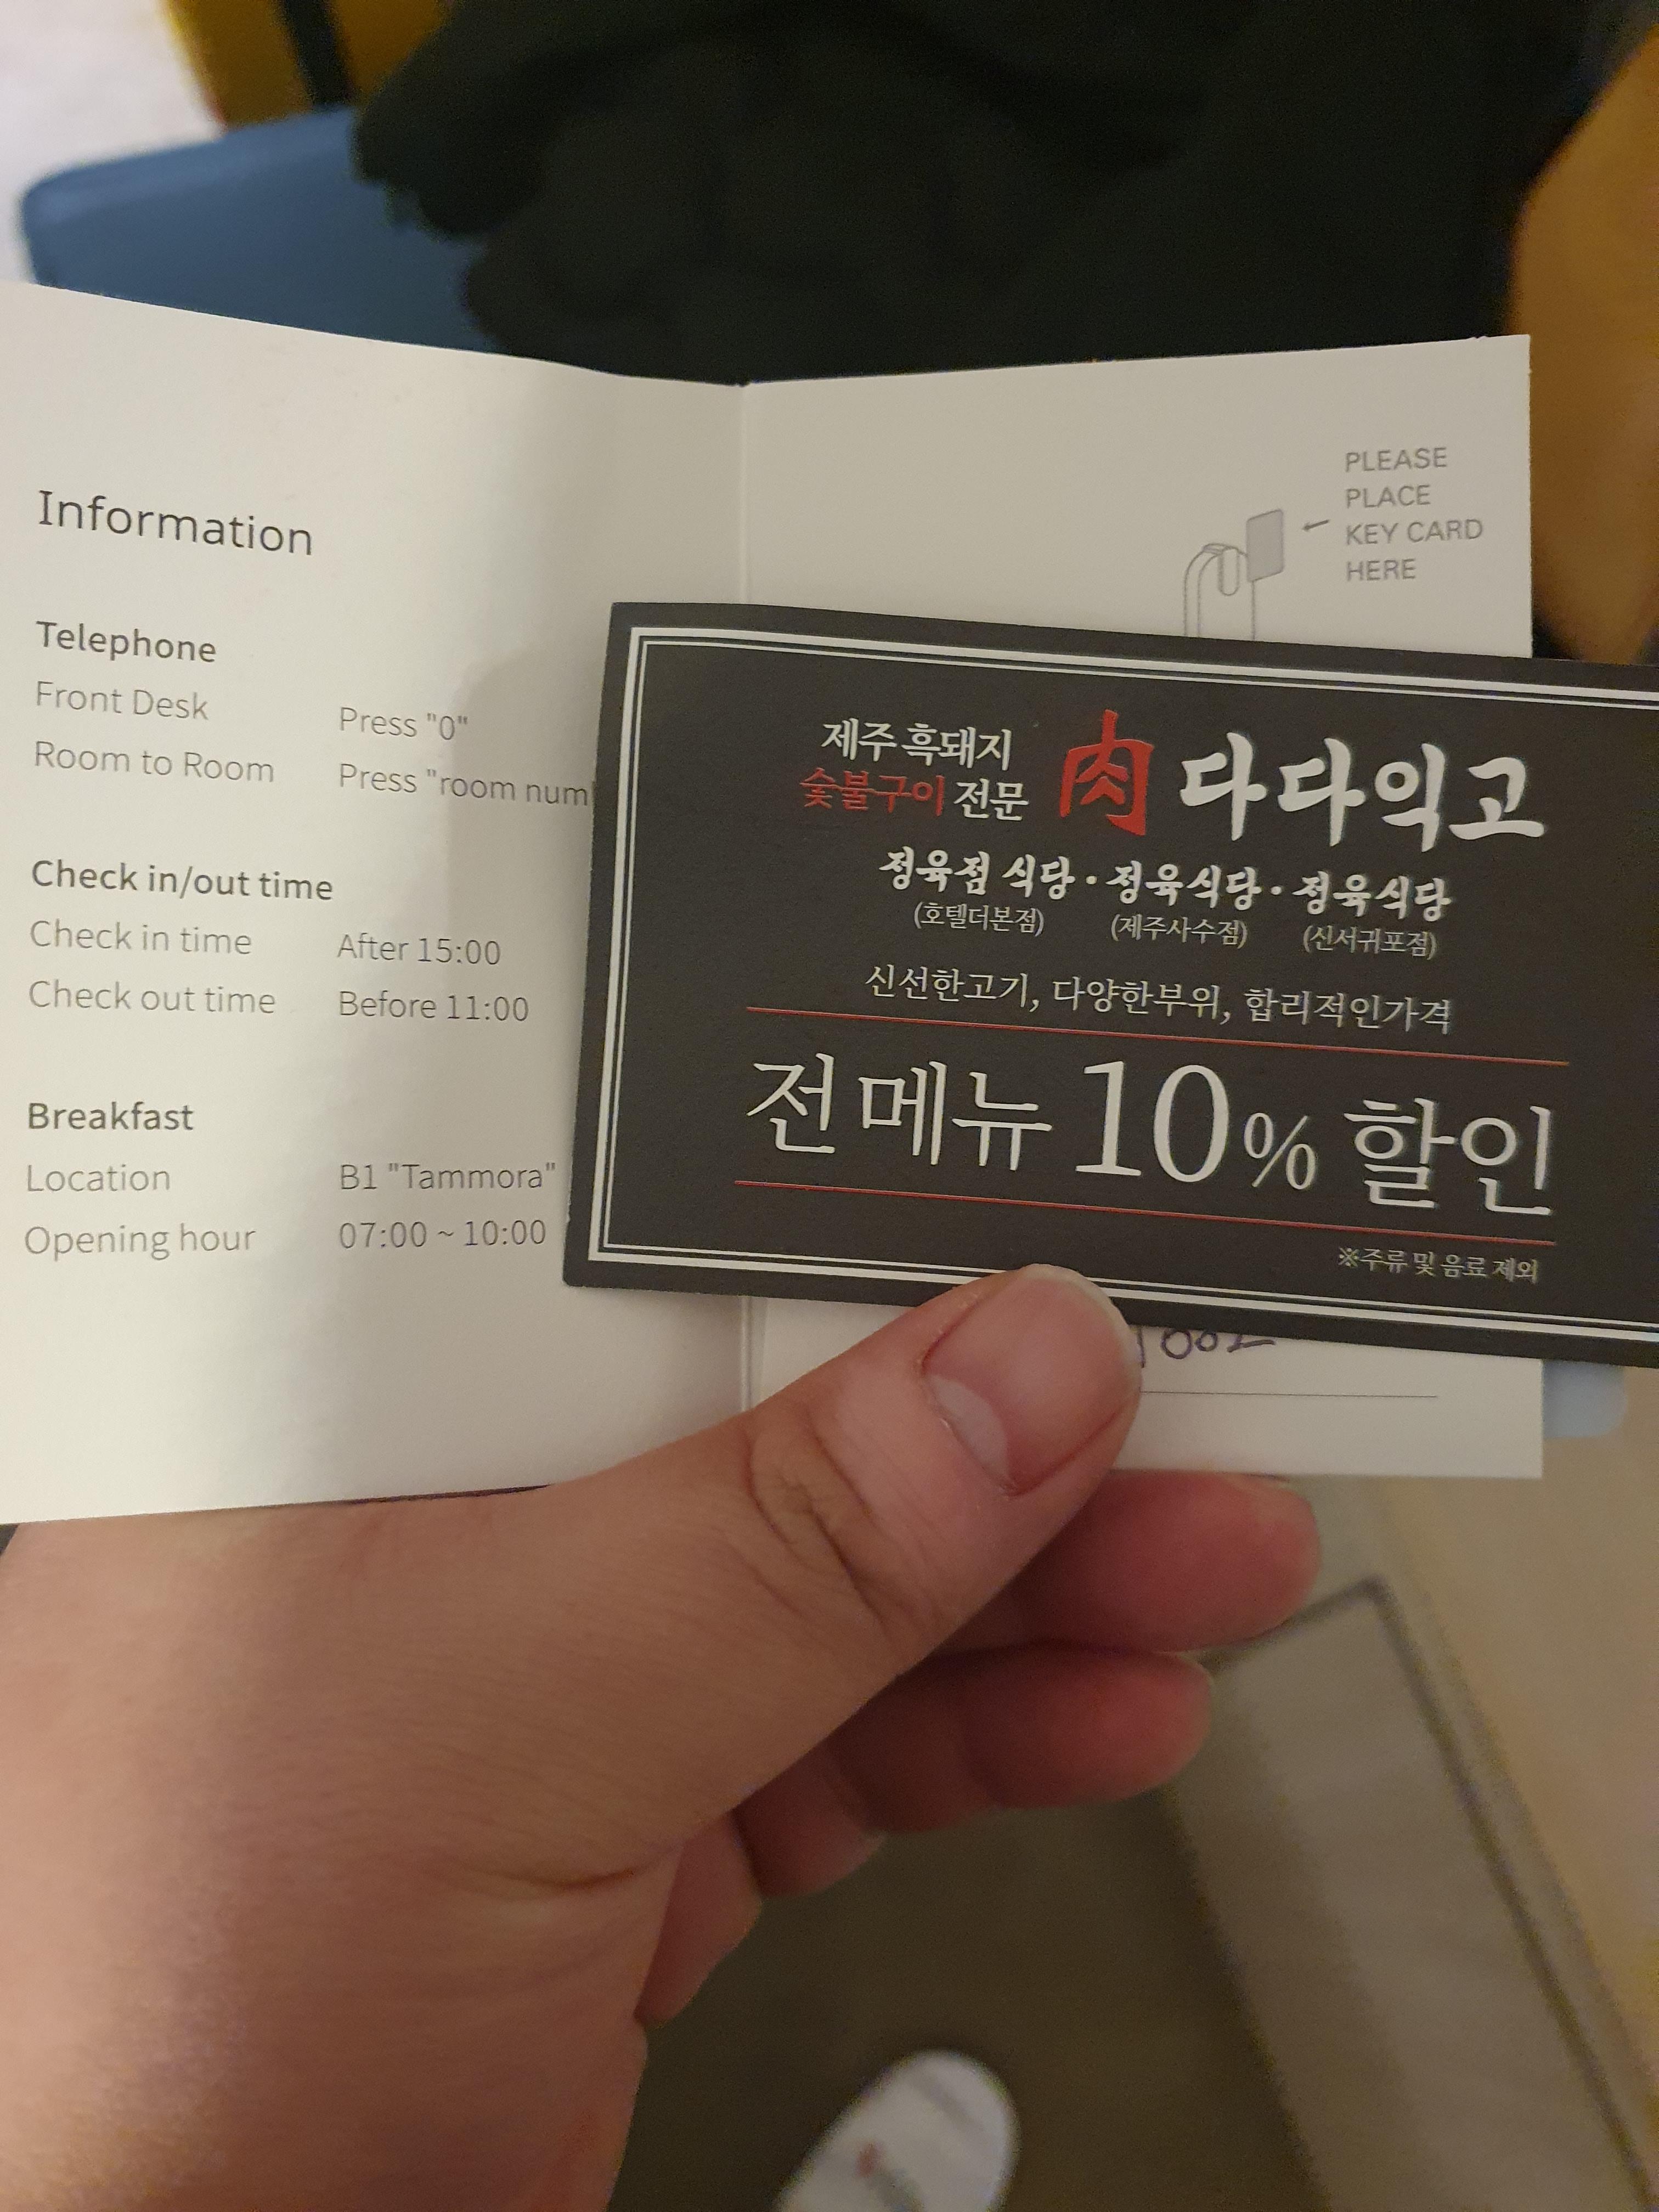 Information
Telephone
Front Desk Press "0"
Room to Room Press "room num
Check in/out time
Check in time After 15:00
Check out time Before 11:00
Breakfast
Location B1 "Tammora"
Opening hour 07:00 ~ 10:00
PLEASE
PLACE
KEY CARD
HERE
제주 흑돼지
숯불구이 전문
肉 다다익고
정육점 식당 · 정육식당 · 정육식당
(호텔더본점) (제주사수점) (신서귀포점)
신선한고기, 다양한부위, 합리적인가격
전메뉴 10% 할인
※주류 및 음료 제외